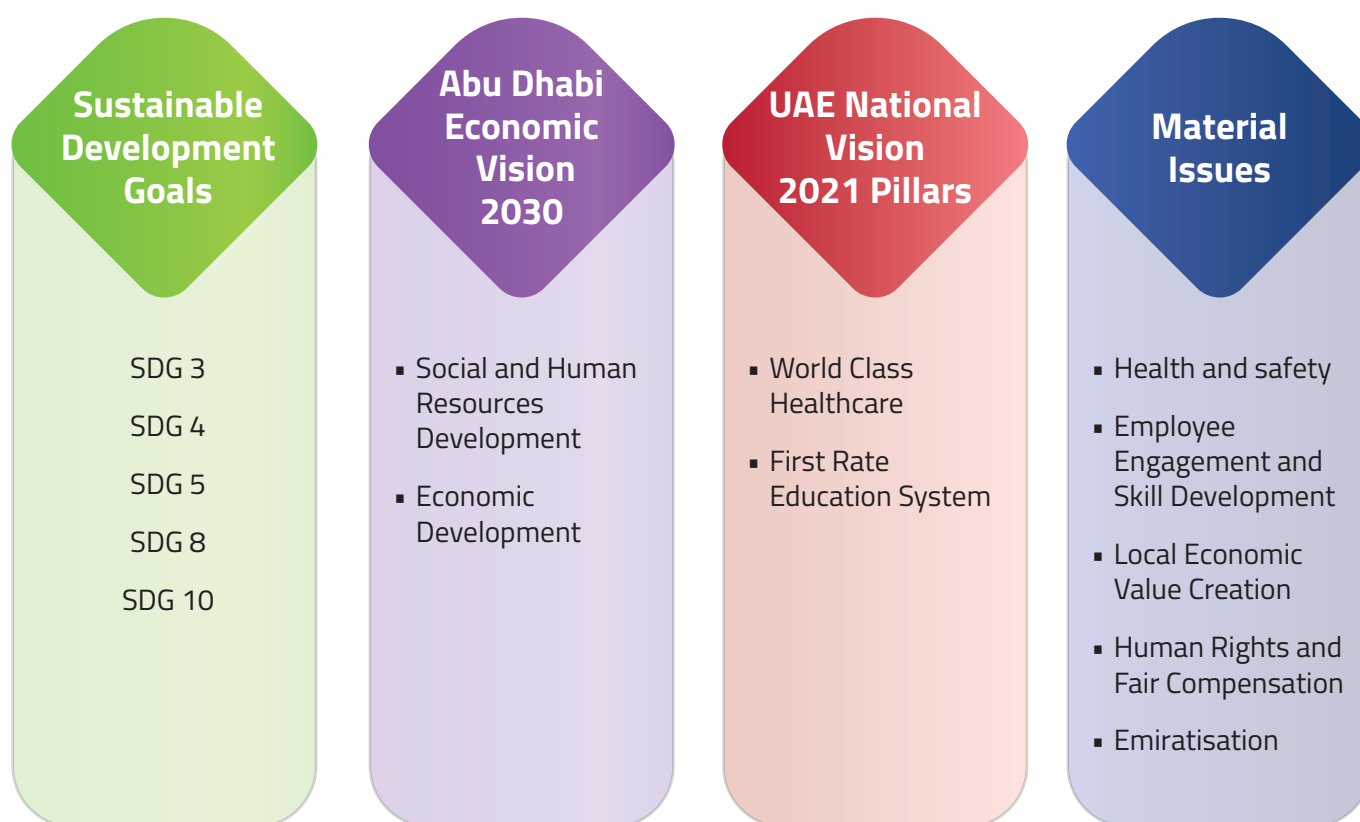 Sustainable
Development
Goals
SDG 3
SDG 4
SDG 5
SDG 8
SDG 10
Abu Dhabi
Economic
Vision
2030
▪ Social and Human
Resources
Development
▪ Economic
Development
UAE National
Vision
2021 Pillars
▪ World Class
Healthcare
▪ First Rate
Education System
Material
Issues
▪ Health and safety
▪ Employee
Engagement and
Skill Development
▪ Local Economic
Value Creation
▪ Human Rights and
Fair Compensation
▪ Emiratisation